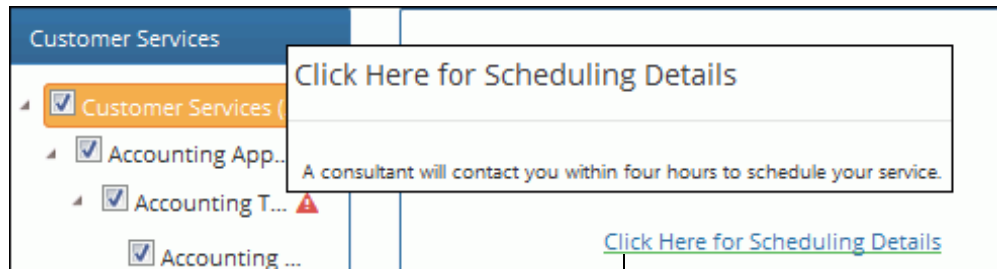 Customer Services
Click Here for Scheduling Details
Customer Services (
Accounting App...
A consultant will contact you within four hours to schedule your service.
Accounting T...
Click Here for Scheduling Details
Accounting ...